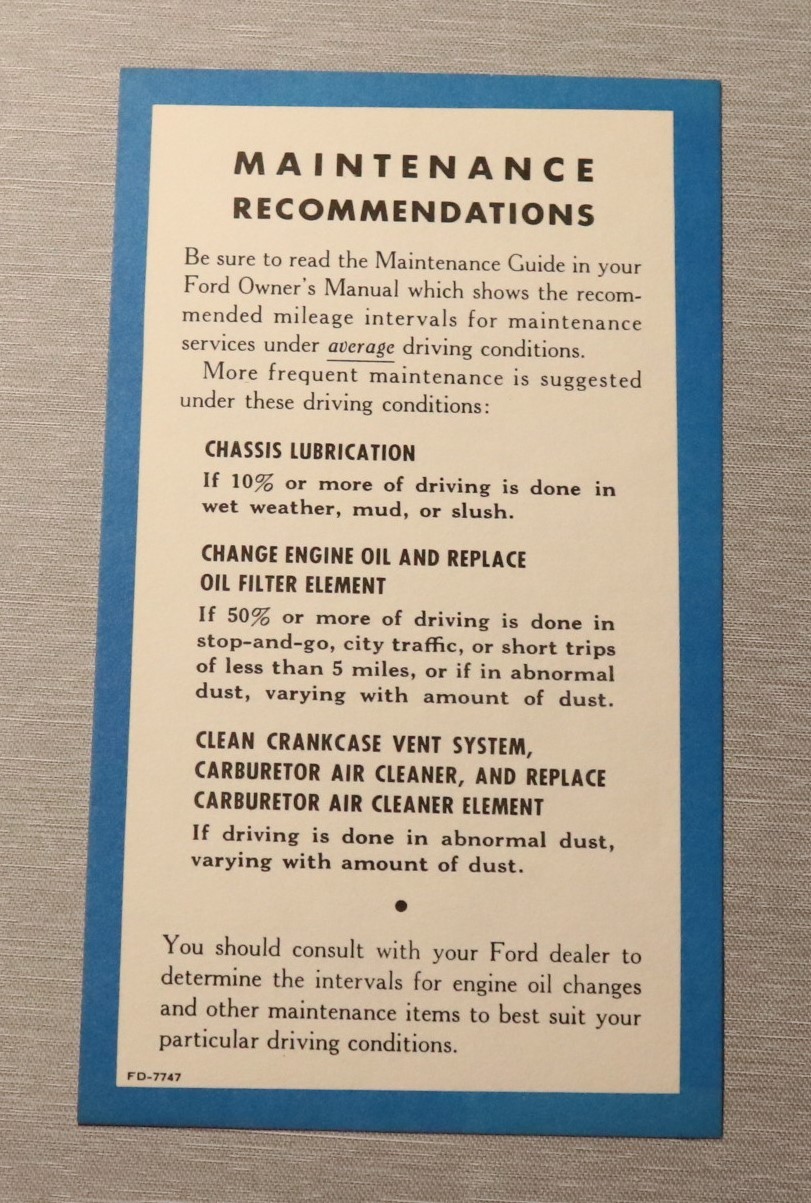 MAINTENANCE
RECOMMENDATIONS
Be sure to read the Maintenance Guide in your
Ford Owner's Manual which shows the recom-
mended mileage intervals for maintenance
services under average driving conditions.
More frequent maintenance is suggested
under these driving conditions:
CHASSIS LUBRICATION
If 10% or more of driving is done in
wet weather, mud, or slush.
CHANGE ENGINE OIL AND REPLACE
OIL FILTER ELEMENT
If 50% or more of driving is done in
stop-and-go, city traffic, or short trips
of less than 5 miles, or if in abnormal
dust, varying with amount of dust.
CLEAN CRANKCASE VENT SYSTEM,
CARBURETOR AIR CLEANER, AND REPLACE
CARBURETOR AIR CLEANER ELEMENT
If driving is done in abnormal dust,
varying with amount of dust.
•
You should consult with your Ford dealer to
determine the intervals for engine oil changes
and other maintenance items to best suit your
particular driving conditions.
FD-7747